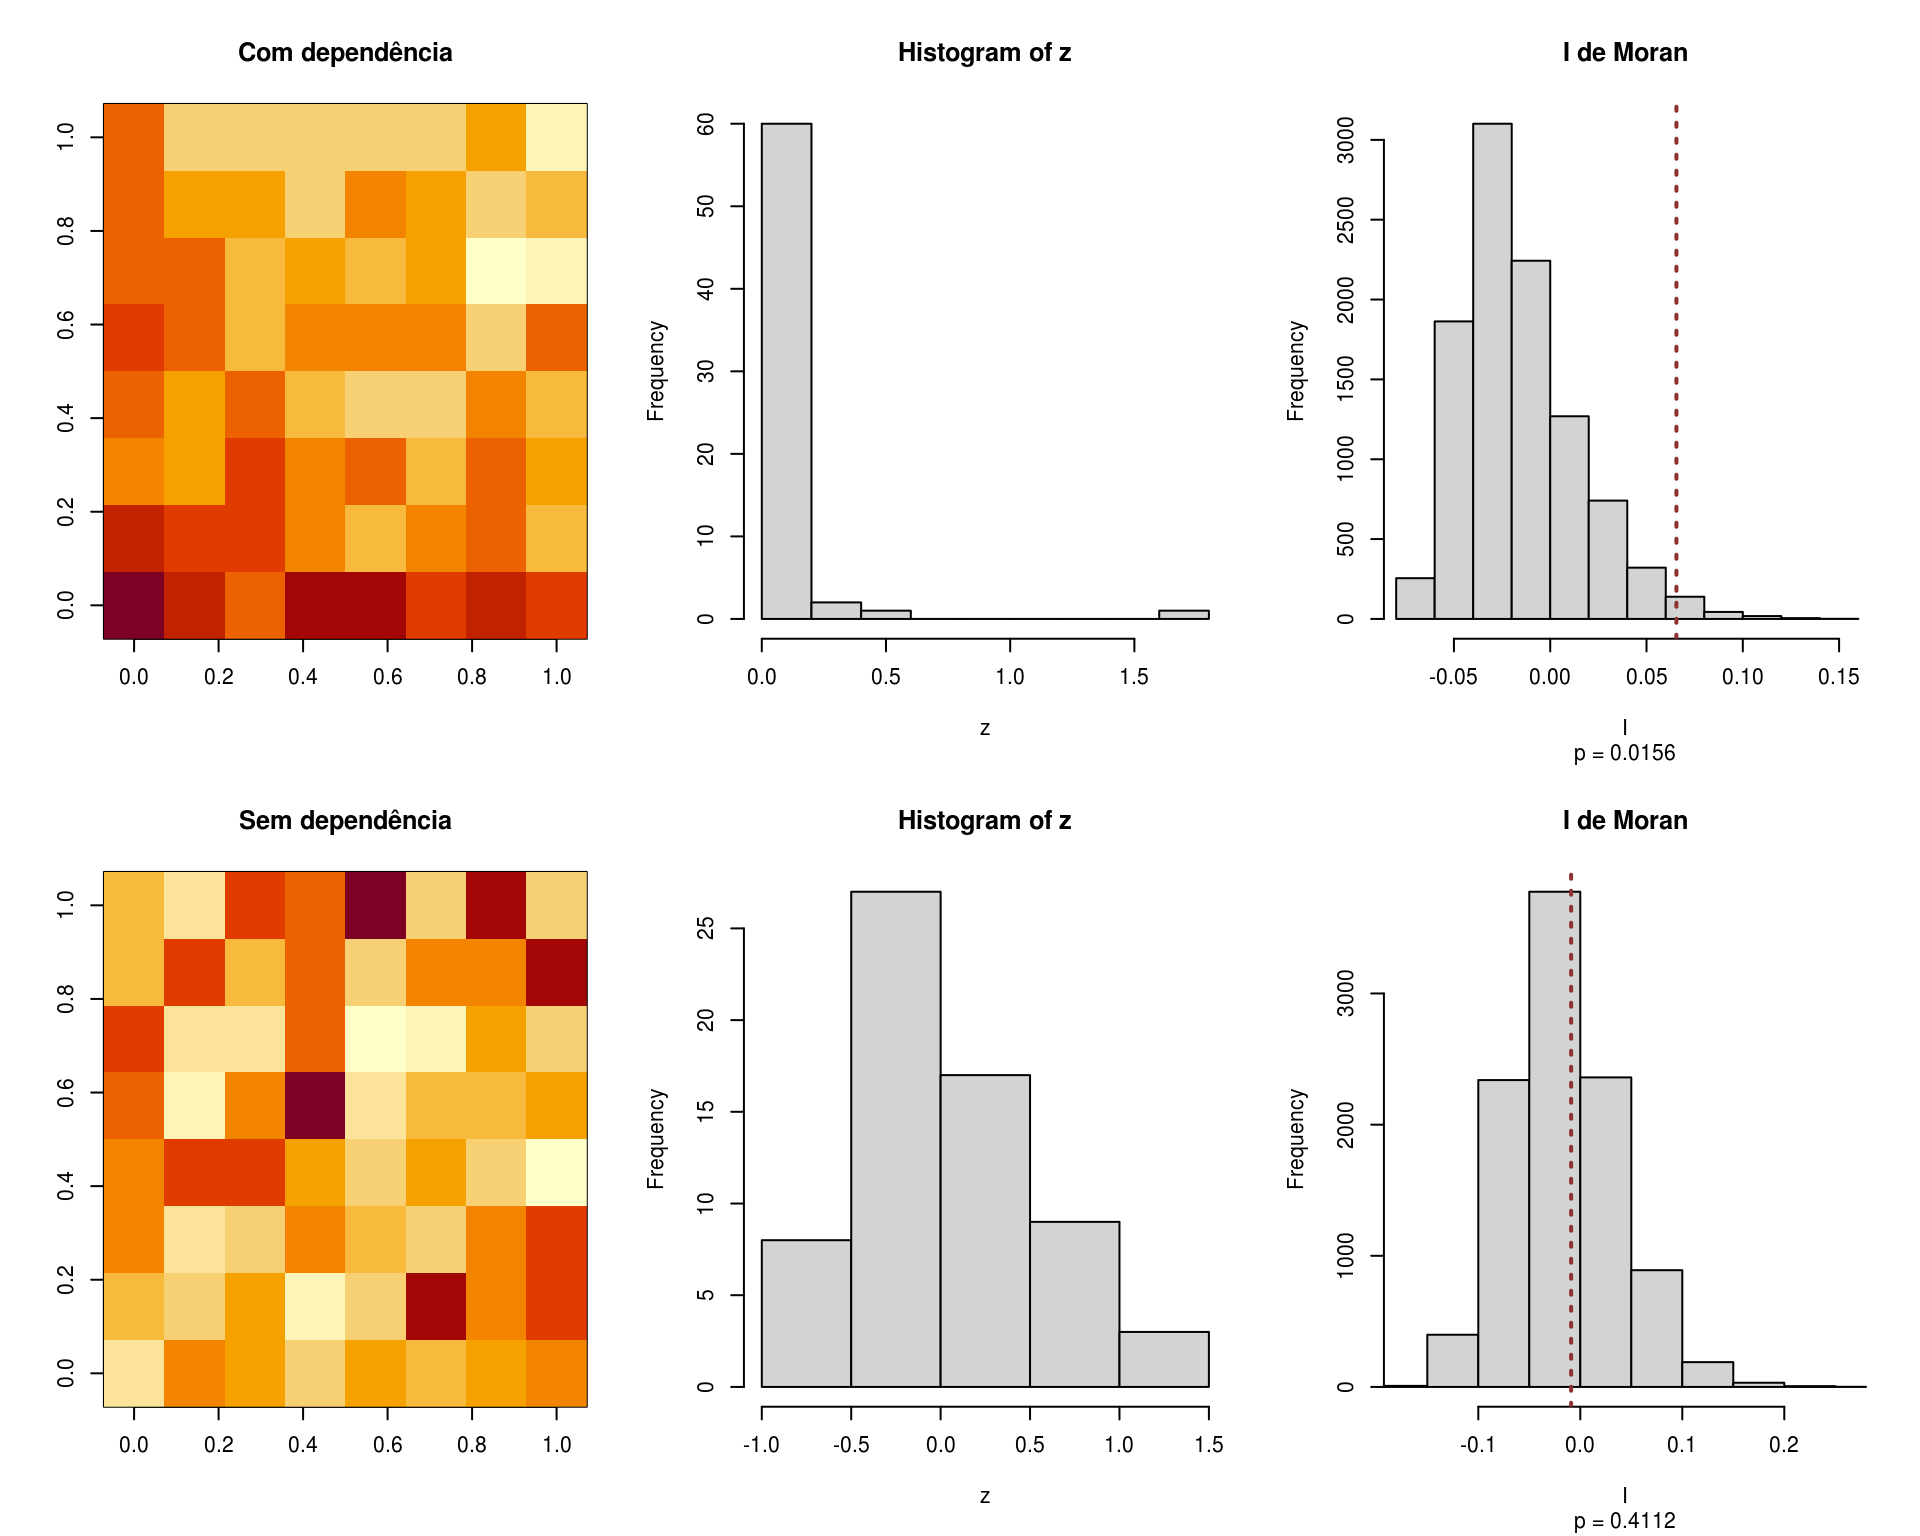 Com dependência
0.0 0.2 0.4 0.6 0.8 1.0
0.0 0.2 0.4 0.6 0.8 1.0
Histogram of z
Frequency
0 10 20 30 40 50 60
0.0 0.5 1.0 1.5
z
I de Moran
Frequency
0 500 1000 1500 2000 2500 3000
-0.05 0.00 0.05 0.10 0.15
I
p = 0.0156
Sem dependência
0.0 0.2 0.4 0.6 0.8 1.0
0.0 0.2 0.4 0.6 0.8 1.0
Histogram of z
Frequency
0 5 10 15 20 25
-1.0 -0.5 0.0 0.5 1.0 1.5
z
I de Moran
Frequency
0 1000 2000 3000
-0.1 0.0 0.1 0.2
I
p = 0.4112